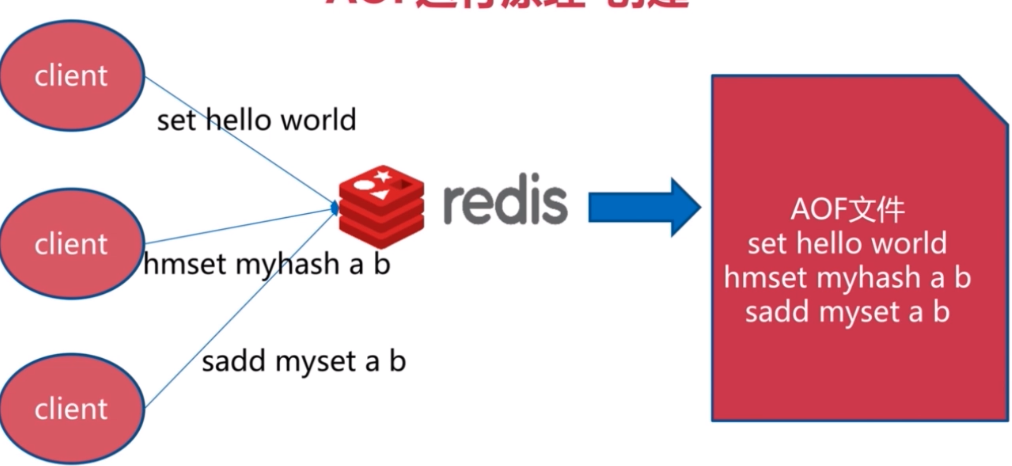 client
set hello world
client
hmset myhash a b
sadd myset a b
client
redis
AOF文件
set hello world
hmset myhash a b
sadd myset a b